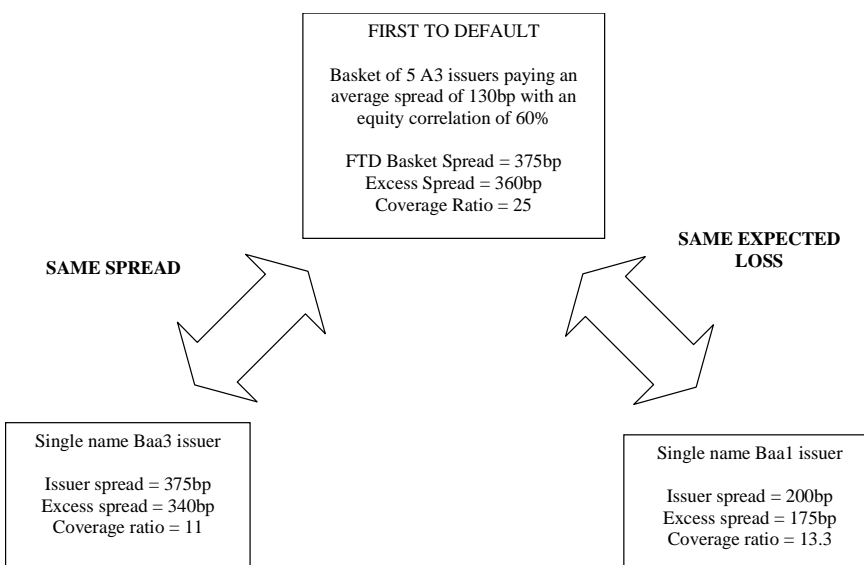 FIRST TO DEFAULT
Basket of 5 A3 issuers paying an
average spread of 130bp with an
equity correlation of 60%
FTD Basket Spread = 375bp
Excess Spread = 360bp
Coverage Ratio = 25
SAME SPREAD
SAME EXPECTED
LOSS
Single name Baa3 issuer
Issuer spread = 375bp
Excess spread = 340bp
Coverage ratio = 11
Single name Baa1 issuer
Issuer spread = 200bp
Excess spread = 175bp
Coverage ratio = 13.3